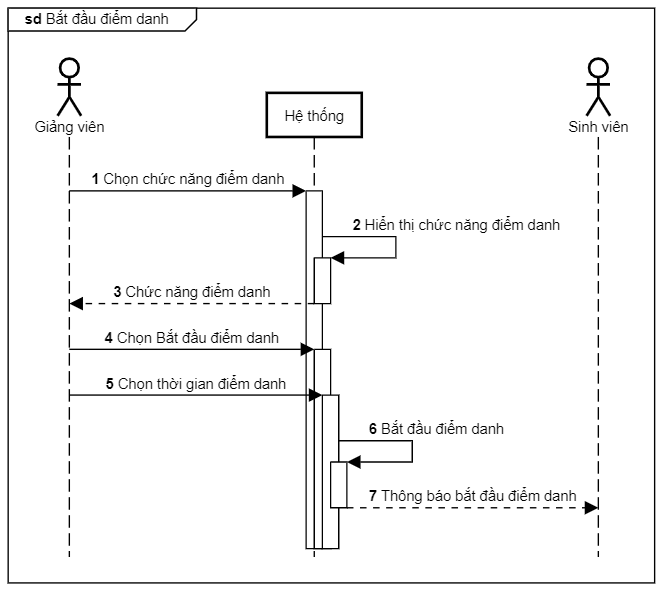 sd Bắt đầu điểm danh
Giảng viên
Hệ thống
Sinh viên
1 Chọn chức năng điểm danh
2 Hiển thị chức năng điểm danh
3 Chức năng điểm danh
4 Chọn Bắt đầu điểm danh
5 Chọn thời gian điểm danh
6 Bắt đầu điểm danh
7 Thông báo bắt đầu điểm danh